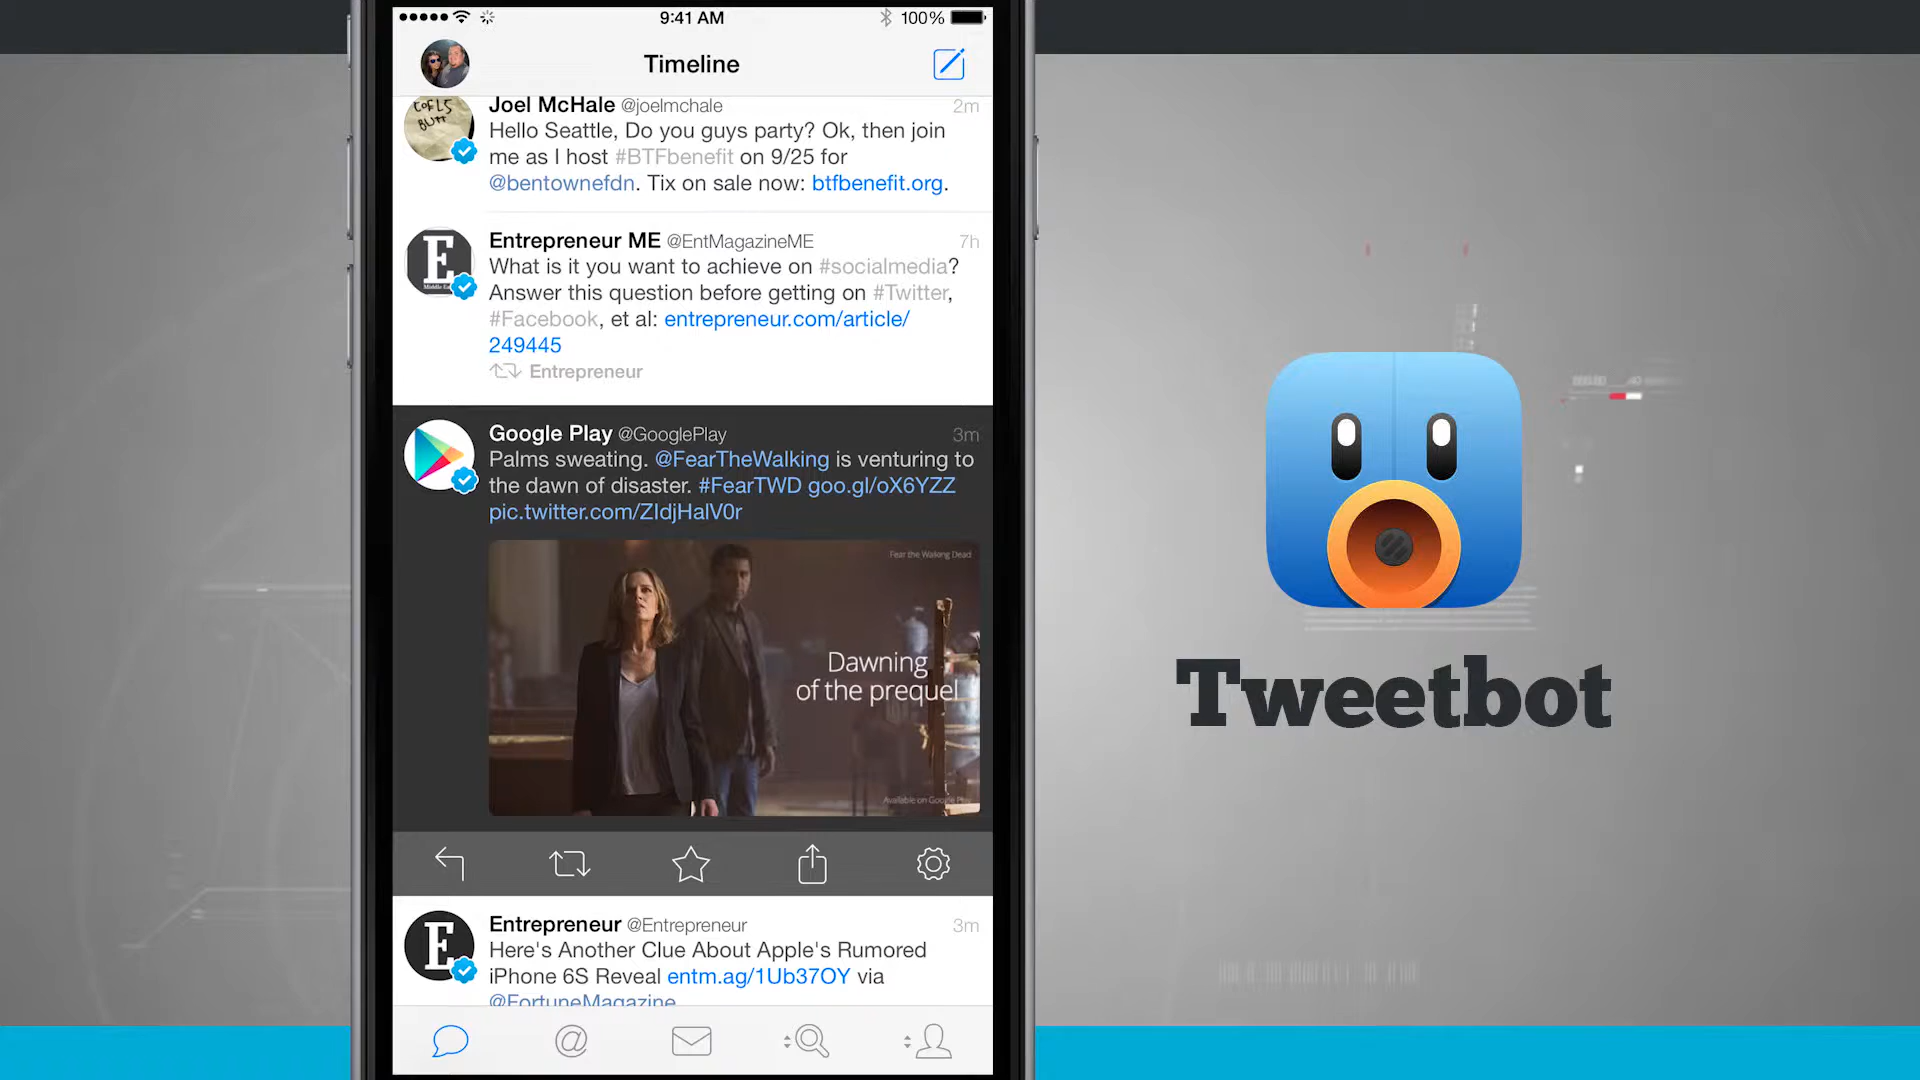 9:41 AM
100%
Timeline
Joel McHale @joelmchale 2m
Hello Seattle, Do you guys party? Ok, then join
me as I host #BTFbenefit on 9/25 for
@bentownefdn. Tix on sale now: btfbenefit.org.
Entrepreneur ME @EntMagazineME 7h
What is it you want to achieve on #socialmedia?
Answer this question before getting on #Twitter,
#Facebook, et al: entrepreneur.com/article/
249445
Entrepreneur
Google Play @GooglePlay 3m
Palms sweating. @FearTheWalking is venturing to
the dawn of disaster. #FearTWD goo.gl/oX6YZZ
pic.twitter.com/ZIdjHalV0r
Fear the Walking Dead
Dawning
of the prequel
Available on Google Play
Entrepreneur @Entrepreneur 3m
Here's Another Clue About Apple's Rumored
iPhone 6S Reveal entm.ag/1Ub37OY via
@FortuneMagazine
Tweetbot